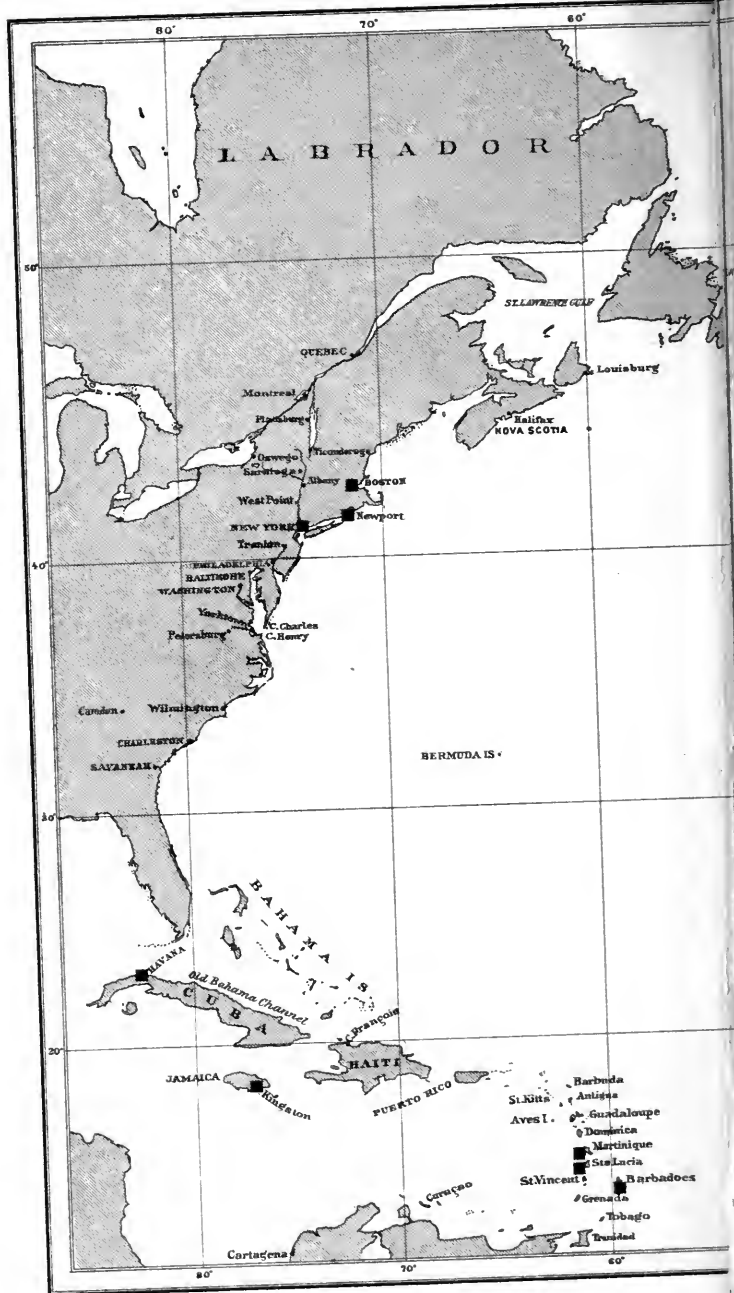 80° 70° 60°
LABRADOR
50°
ST. LAWRENCE GULF
QUEBEC
Louisburg
Montreal
Plattsburg
Halifax
NOVA SCOTIA
Ticonderoga
Oswego
Saratoga
Albany
BOSTON
West Point
Newport
NEW YORK
Trenton
40°
PHILADELPHIA
BALTIMORE
WASHINGTON
Yorktown
C. Charles
Petersburg
C. Henry
Camden
Wilmington
CHARLESTON
BERMUDA IS.
SAVANNAH
30°
BAHAMA IS
HAVANA
Old Bahama Channel
CUBA
C. François
20°
HAITI
JAMAICA
Kingston
PUERTO RICO
Barbuda
St. Kitts
Antigua
Aves I.
Guadaloupe
Dominica
Martinique
Sta. Lucia
St. Vincent
Barbadoes
Curaçao
Grenada
Tobago
Trinidad
Cartagena
80° 70° 60°